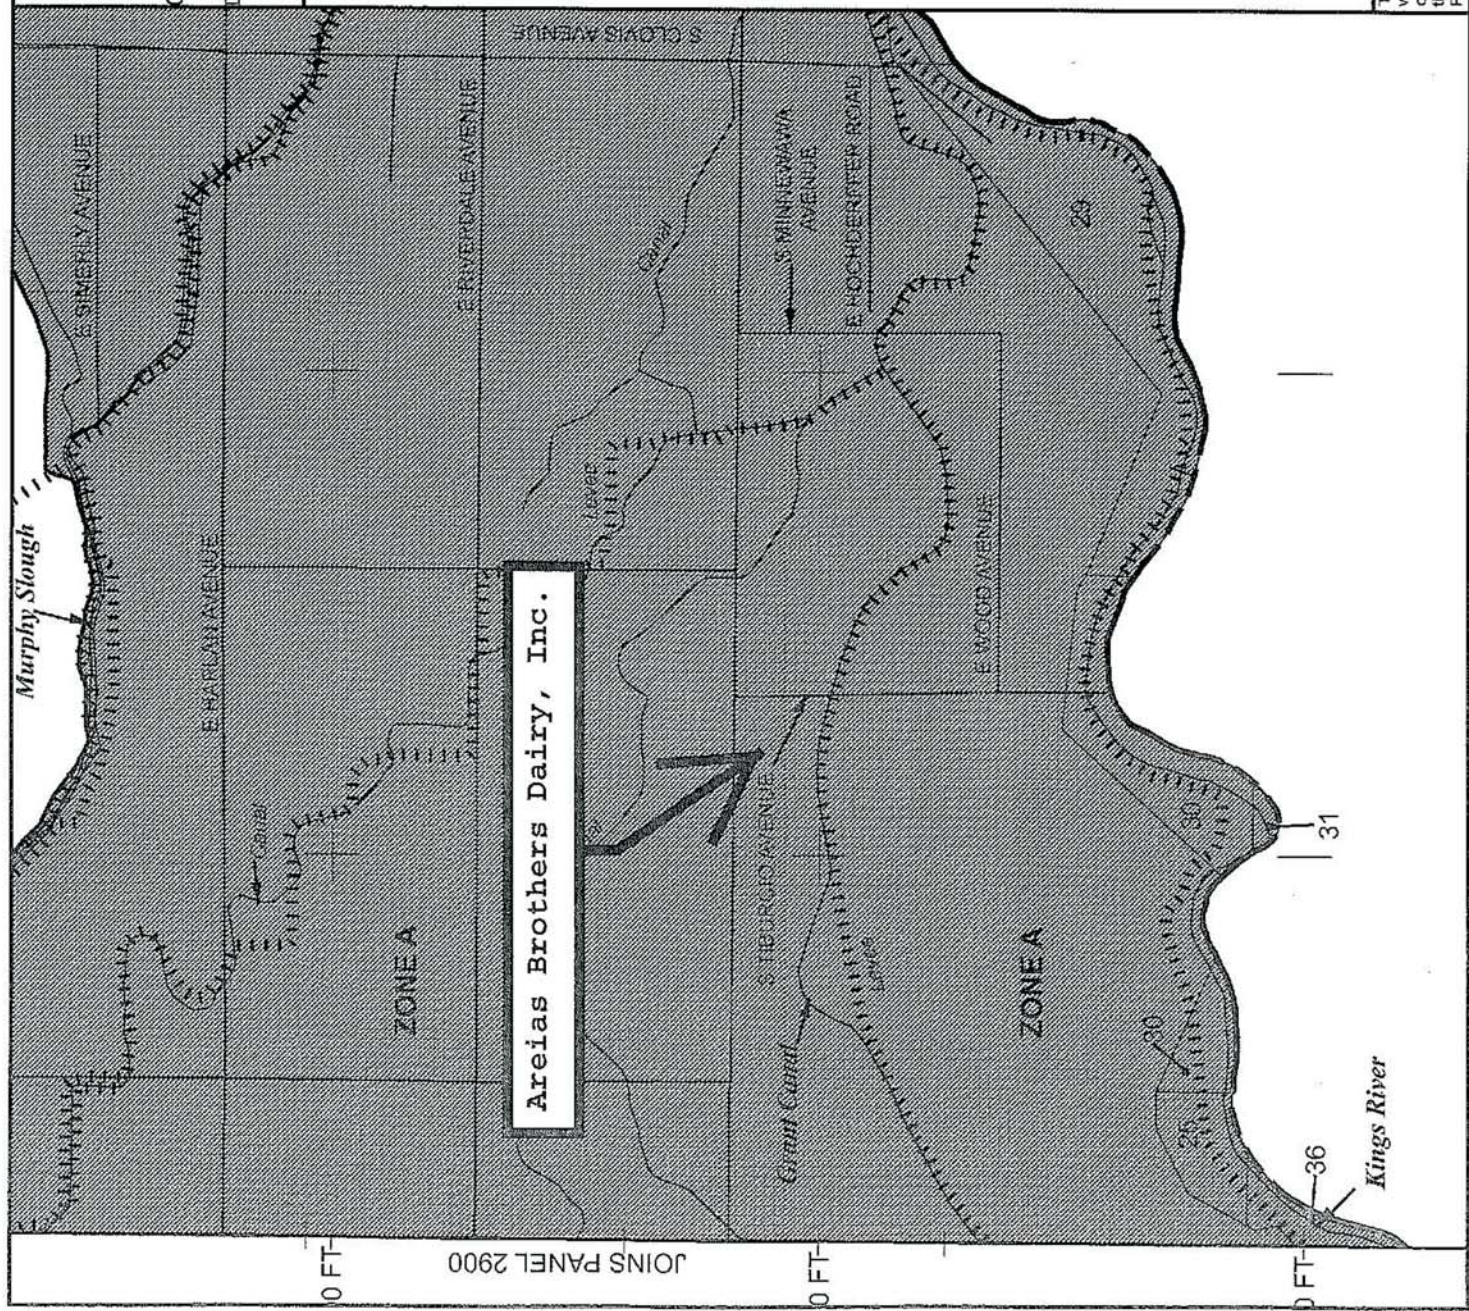 Murphy Slough
E SIMERLY AVENUE
E HARLAN AVENUE
Canal
E RIVERDALE AVENUE
S CLOVIS AVENUE
Canal
Levee
ZONE A
Areias Brothers Dairy, Inc.
S MINNEWAWA
AVENUE
E HOCHDERFFER ROAD
S TIBURCIO AVENUE
Grant Canal
Levee
E WOOD AVENUE
ZONE A
29
30
30
31
25
36
Kings River
JOINS PANEL 2900
0 FT
0 FT
0 FT